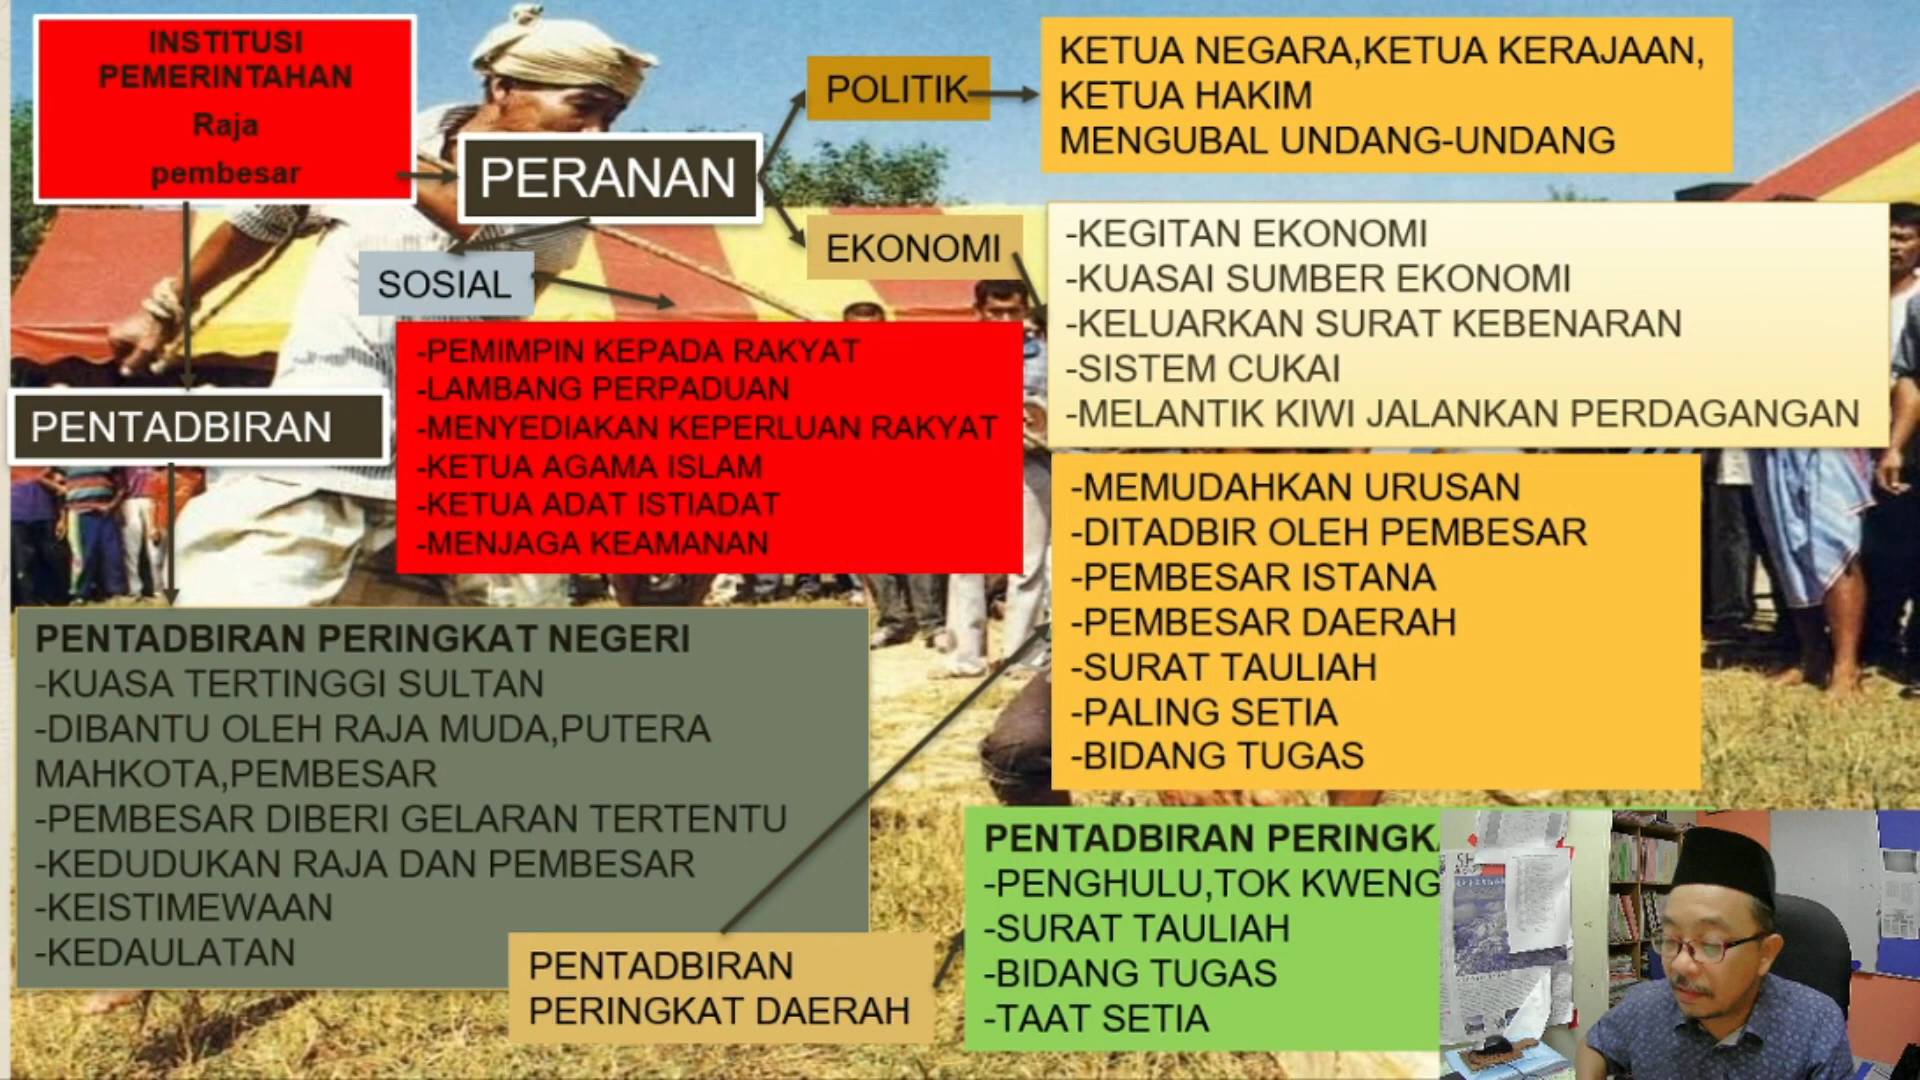 INSTITUSI
PEMERINTAHAN
Raja
pembesar
PERANAN
POLITIK
KETUA NEGARA,KETUA KERAJAAN,
KETUA HAKIM
MENGUBAL UNDANG-UNDANG
EKONOMI
-KEGITAN EKONOMI
-KUASAI SUMBER EKONOMI
-KELUARKAN SURAT KEBENARAN
-SISTEM CUKAI
-MELANTIK KIWI JALANKAN PERDAGANGAN
SOSIAL
-PEMIMPIN KEPADA RAKYAT
-LAMBANG PERPADUAN
-MENYEDIAKAN KEPERLUAN RAKYAT
-KETUA AGAMA ISLAM
-KETUA ADAT ISTIADAT
-MENJAGA KEAMANAN
PENTADBIRAN
PENTADBIRAN PERINGKAT NEGERI
-KUASA TERTINGGI SULTAN
-DIBANTU OLEH RAJA MUDA,PUTERA
MAHKOTA,PEMBESAR
-PEMBESAR DIBERI GELARAN TERTENTU
-KEDUDUKAN RAJA DAN PEMBESAR
-KEISTIMEWAAN
-KEDAULATAN
PENTADBIRAN
PERINGKAT DAERAH
-MEMUDAHKAN URUSAN
-DITADBIR OLEH PEMBESAR
-PEMBESAR ISTANA
-PEMBESAR DAERAH
-SURAT TAULIAH
-PALING SETIA
-BIDANG TUGAS
PENTADBIRAN PERINGK
-PENGHULU,TOK KWENG
-SURAT TAULIAH
-BIDANG TUGAS
-TAAT SETIA